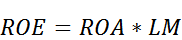 ROE = ROA * LM